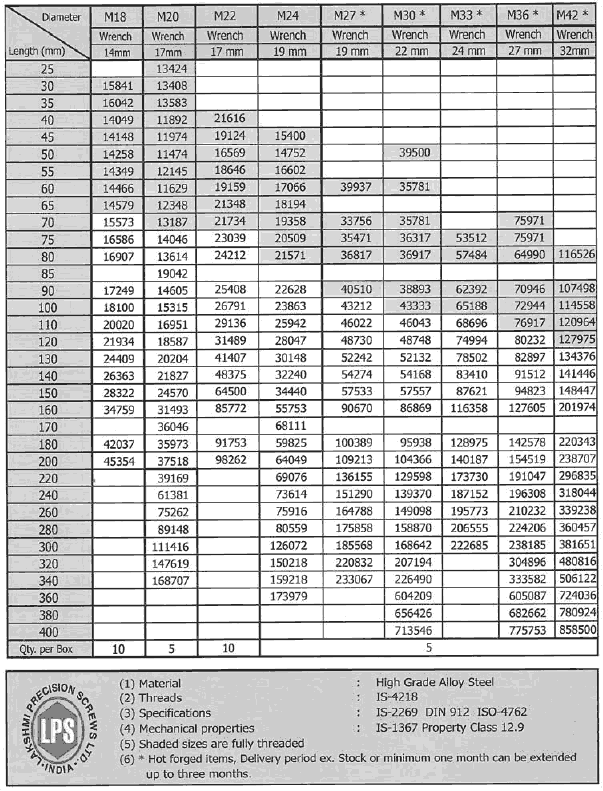 Diameter M18 M20 M22 M24 M27 * M30 * M33 * M36 * M42 *
Wrench Wrench Wrench Wrench Wrench Wrench Wrench Wrench Wrench
Length (mm) 14mm 17mm 17 mm 19 mm 19 mm 22 mm 24 mm 27 mm 32mm
25 13424
30 15841 13408
35 16042 13583
40 14049 11892 21616
45 14148 11974 19124 15400
50 14258 11474 16569 14752 39500
55 14349 12145 18646 16602
60 14466 11629 19159 17066 39937 35781
65 14579 12348 21348 18194
70 15573 13187 21734 19358 33756 35781 75971
75 16586 14046 23039 20509 35471 36317 53512 75971
80 16907 13614 24212 21571 36817 36917 57484 64990 116526
85 19042
90 17249 14605 25408 22628 40510 38893 62392 70946 107498
100 18100 15315 26791 23863 43212 43333 65188 72944 114558
110 20020 16951 29136 25942 46022 46043 68696 76917 120964
120 21934 18587 31489 28047 48730 48748 74994 80232 127975
130 24409 20204 41407 30148 52242 52132 78502 82897 134376
140 26363 21827 48375 32240 54274 54168 83410 91512 141446
150 28322 24570 64500 34440 57533 57557 87621 94823 148447
160 34759 31493 85772 55753 90670 86869 116358 127605 201974
170 36046 68111
180 42037 35973 91753 59825 100389 95938 128975 142578 220343
200 45354 37518 98262 64049 109213 104366 140187 154519 238707
220 39169 69076 136155 129598 173730 191047 296835
240 61381 73614 151290 139370 187152 196308 318044
260 75262 75916 164788 149098 195773 210232 339238
280 89148 80559 175858 158870 206555 224206 360457
300 111416 126072 185568 168642 222685 238185 381651
320 147619 150218 220832 207194 304896 480816
340 168707 159218 233067 226490 333582 506122
360 173979 604209 605087 724036
380 656426 682662 780924
400 713546 775753 858500
Qty. per Box 10 5 10 5
LAKSHMI PRECISION SCREWS LTD.
LPS
INDIA
(1) Material : High Grade Alloy Steel
(2) Threads : IS-4218
(3) Specifications : IS-2269 DIN 912 ISO-4762
(4) Mechanical properties : IS-1367 Property Class 12.9
(5) Shaded sizes are fully threaded
(6) * Hot forged items, Delivery period ex. Stock or minimum one month can be extended
up to three months.